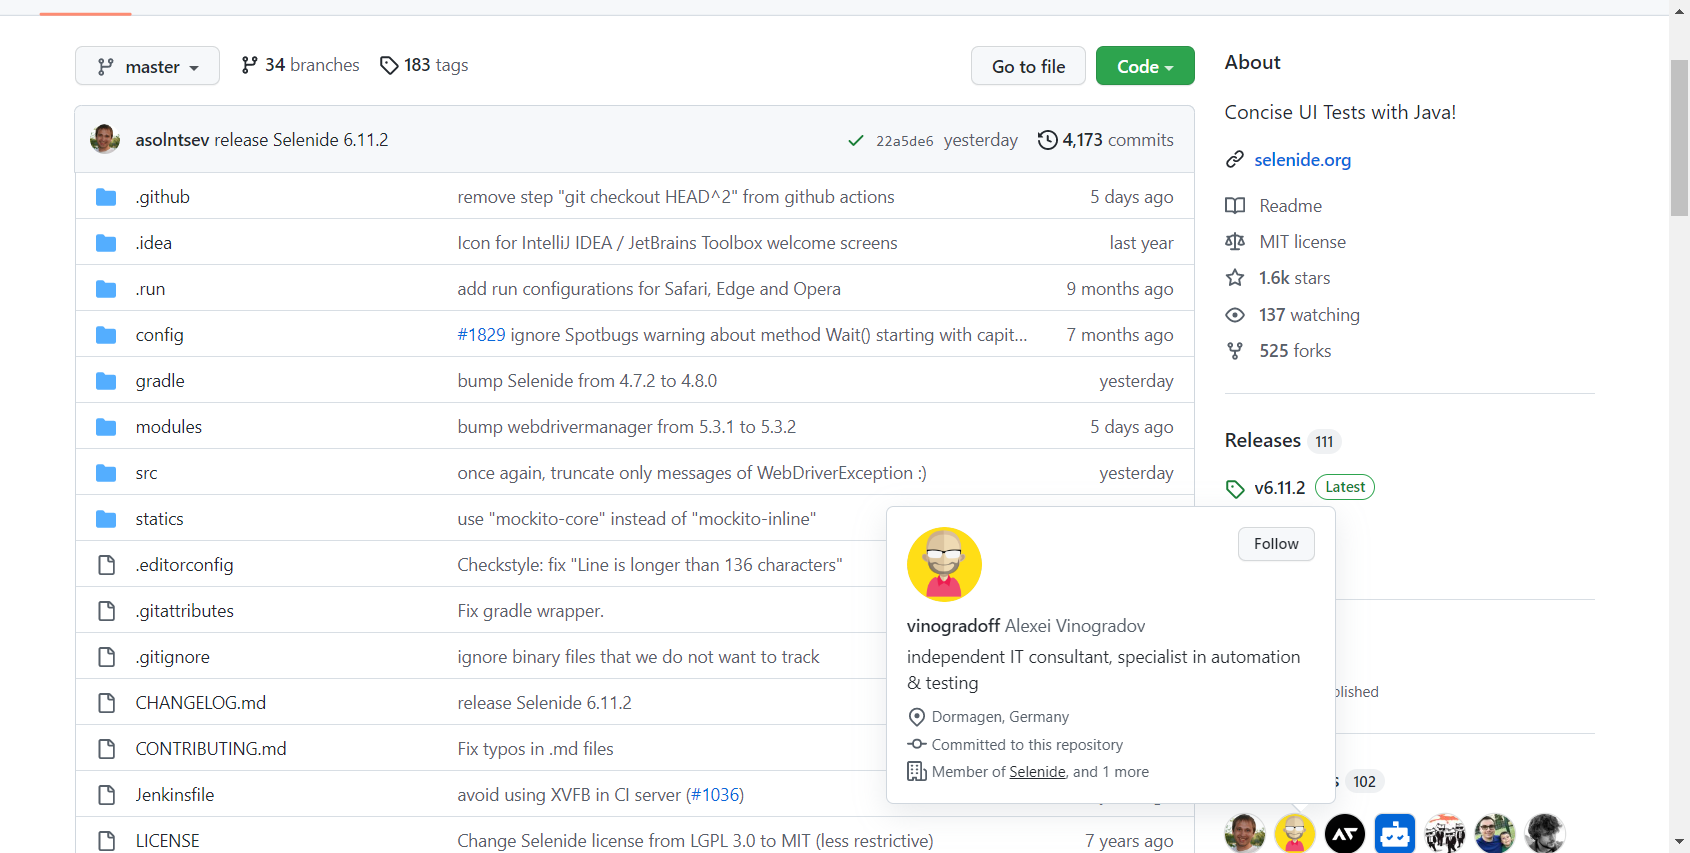 master
34 branches
183 tags
Go to file
Code
asolntsev release Selenide 6.11.2
22a5de6 yesterday
4,173 commits
.github
remove step "git checkout HEAD^2" from github actions
5 days ago
.idea
Icon for IntelliJ IDEA / JetBrains Toolbox welcome screens
last year
.run
add run configurations for Safari, Edge and Opera
9 months ago
config
#1829 ignore Spotbugs warning about method Wait() starting with capit...
7 months ago
gradle
bump Selenide from 4.7.2 to 4.8.0
yesterday
modules
bump webdrivermanager from 5.3.1 to 5.3.2
5 days ago
src
once again, truncate only messages of WebDriverException :)
yesterday
statics
use "mockito-core" instead of "mockito-inline"
.editorconfig
Checkstyle: fix "Line is longer than 136 characters"
.gitattributes
Fix gradle wrapper.
.gitignore
ignore binary files that we do not want to track
CHANGELOG.md
release Selenide 6.11.2
CONTRIBUTING.md
Fix typos in .md files
Jenkinsfile
avoid using XVFB in CI server (#1036)
LICENSE
Change Selenide license from LGPL 3.0 to MIT (less restrictive)
7 years ago
About
Concise UI Tests with Java!
selenide.org
Readme
MIT license
1.6k stars
137 watching
525 forks
Releases 111
v6.11.2 Latest
Follow
vinogradoff Alexei Vinogradov
independent IT consultant, specialist in automation
& testing
Dormagen, Germany
Committed to this repository
Member of Selenide, and 1 more
blished
s 102